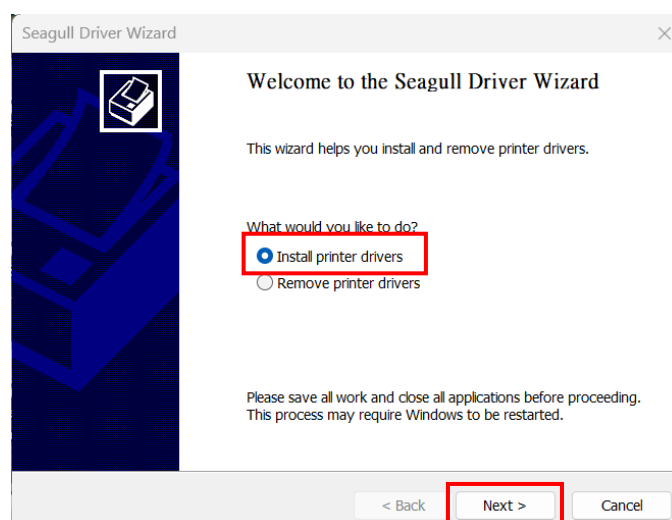 Seagull Driver Wizard
Welcome to the Seagull Driver Wizard
This wizard helps you install and remove printer drivers.
What would you like to do?
Install printer drivers
Remove printer drivers
Please save all work and close all applications before proceeding.
This process may require Windows to be restarted.
< Back Next > Cancel